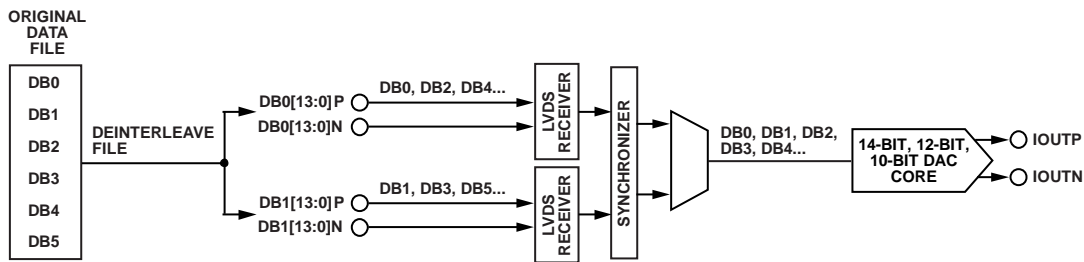 ORIGINAL
DATA
FILE
DB0
DB1
DB2
DB3
DB4
DB5
DEINTERLEAVE
FILE
DB0[13:0]P
DB0[13:0]N
DB0, DB2, DB4...
LVDS
RECEIVER
DB1[13:0]P
DB1[13:0]N
DB1, DB3, DB5...
LVDS
RECEIVER
SYNCHRONIZER
DB0, DB1, DB2,
DB3, DB4...
14-BIT, 12-BIT,
10-BIT DAC
CORE
IOUTP
IOUTN